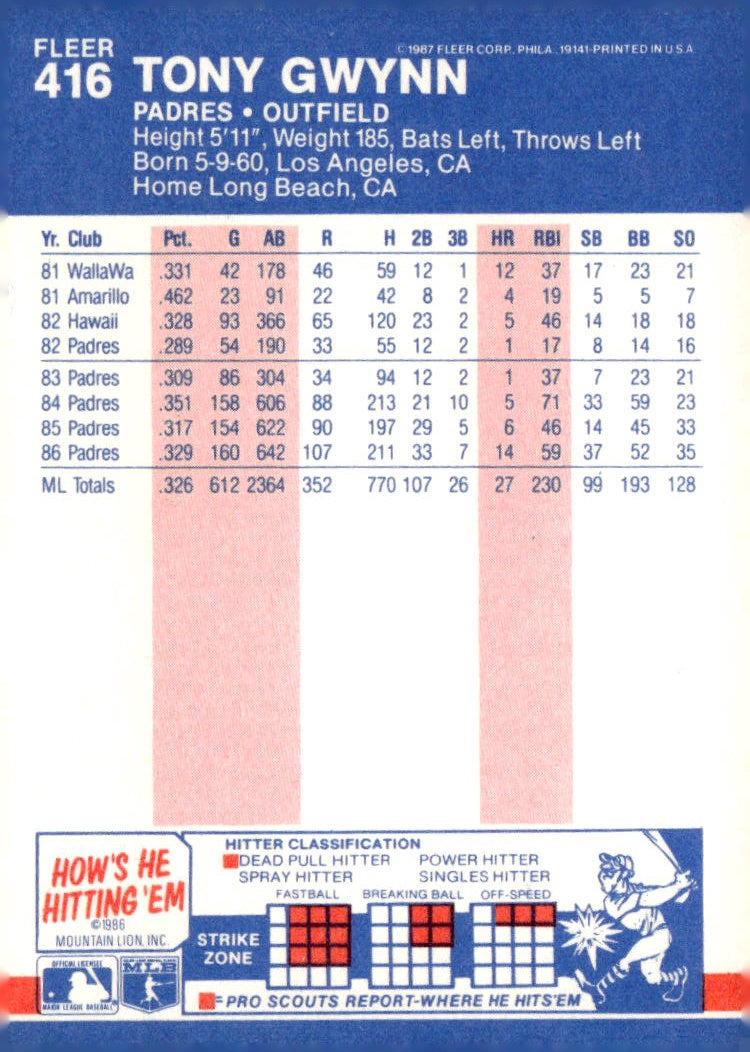 FLEER
416 TONY GWYNN
©1987 FLEER CORP. PHILA. 19141-PRINTED IN U S A
PADRES • OUTFIELD
Height 5'11", Weight 185, Bats Left, Throws Left
Born 5-9-60, Los Angeles, CA
Home Long Beach, CA
Yr. Club Pct. G AB R H 2B 3B HR RBI SB BB SO
81 WallaWa .331 42 178 46 59 12 1 12 37 17 23 21
81 Amarillo .462 23 91 22 42 8 2 4 19 5 5 7
82 Hawaii .328 93 366 65 120 23 2 5 46 14 18 18
82 Padres .289 54 190 33 55 12 2 1 17 8 14 16
83 Padres .309 86 304 34 94 12 2 1 37 7 23 21
84 Padres .351 158 606 88 213 21 10 5 71 33 59 23
85 Padres .317 154 622 90 197 29 5 6 46 14 45 33
86 Padres .329 160 642 107 211 33 7 14 59 37 52 35
ML Totals .326 612 2364 352 770 107 26 27 230 99 193 128
HOW'S HE
HITTING 'EM
©1986
MOUNTAIN LION, INC.
HITTER CLASSIFICATION
DEAD PULL HITTER POWER HITTER
SPRAY HITTER SINGLES HITTER
FASTBALL BREAKING BALL OFF-SPEED
STRIKE
ZONE
=PRO SCOUTS REPORT-WHERE HE HITS'EM
OFFICIAL LICENSEE
MAJOR LEAGUE BASEBALL
MLB